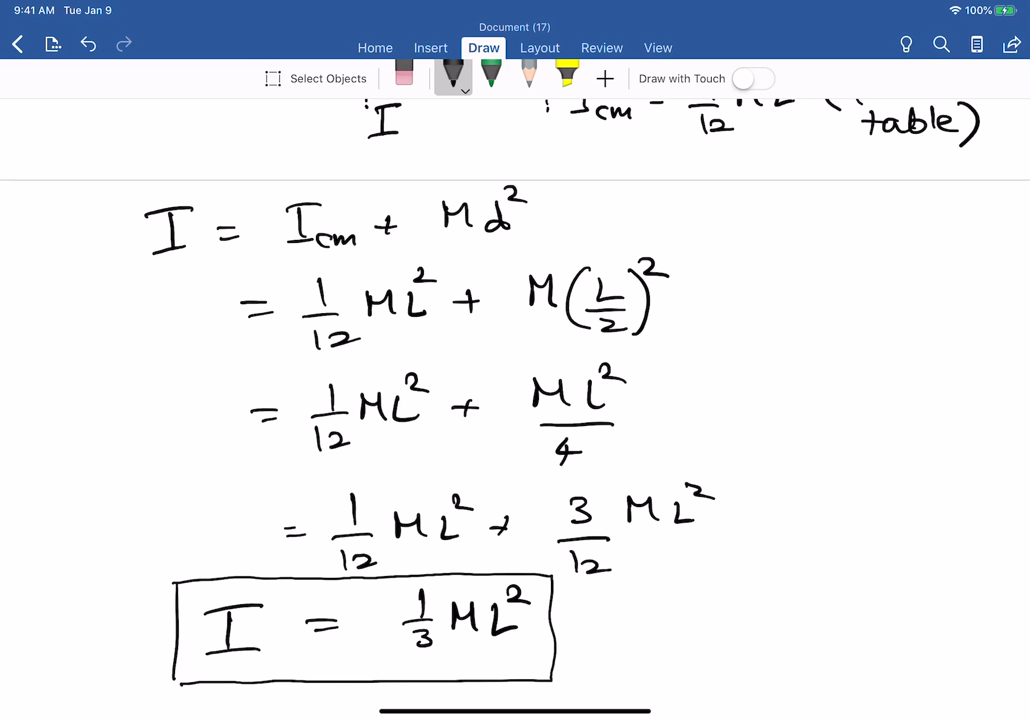 9:41 AM Tue Jan 9
100%
Document (17)
Home Insert Draw Layout Review View
Select Objects
Draw with Touch
I
table)
I = Icm + Md²
= 1/12 ML² + M(L/2)²
= 1/12 ML² + ML²/4
= 1/12 ML² + 3/12 ML²
I = 1/3 ML²